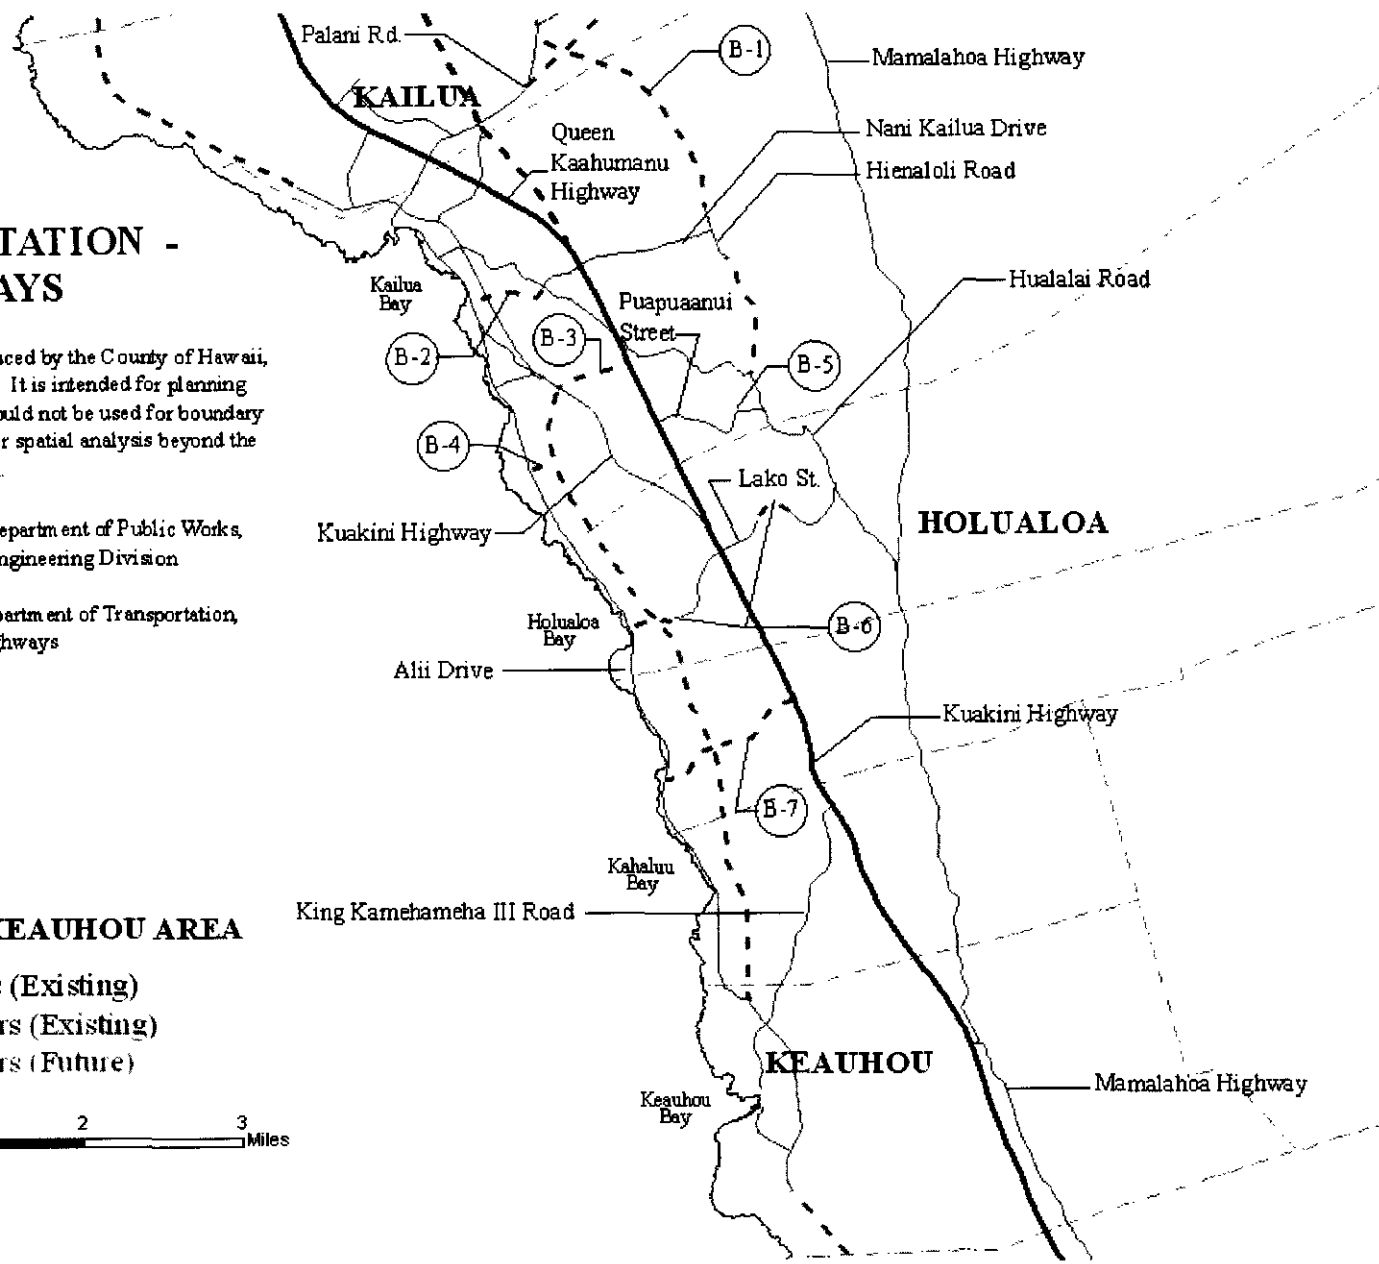 Palani Rd.
B-1
Mamalahoa Highway
KAILUA
Nani Kailua Drive
Queen
Kaahumanu
Highway
Hienaloli Road
TATION -
AYS
Kailua
Bay
Hualalai Road
Puapuaanui
Street
B-3
B-2
B-5
ced by the County of Hawaii,
It is intended for planning
uld not be used for boundary
r spatial analysis beyond the
B-4
Lako St.
Kuakini Highway
HOLUALOA
epartment of Public Works,
ngineering Division
partment of Transportation,
ghways
Holualoa
Bay
B-6
Alii Drive
Kuakini Highway
B-7
Kahaluu
Bay
King Kamehameha III Road
KEAUHOU AREA
s (Existing)
rs (Existing)
rs (Future)
KEAUHOU
Keauhou
Bay
Mamalahoa Highway
2 3
Miles